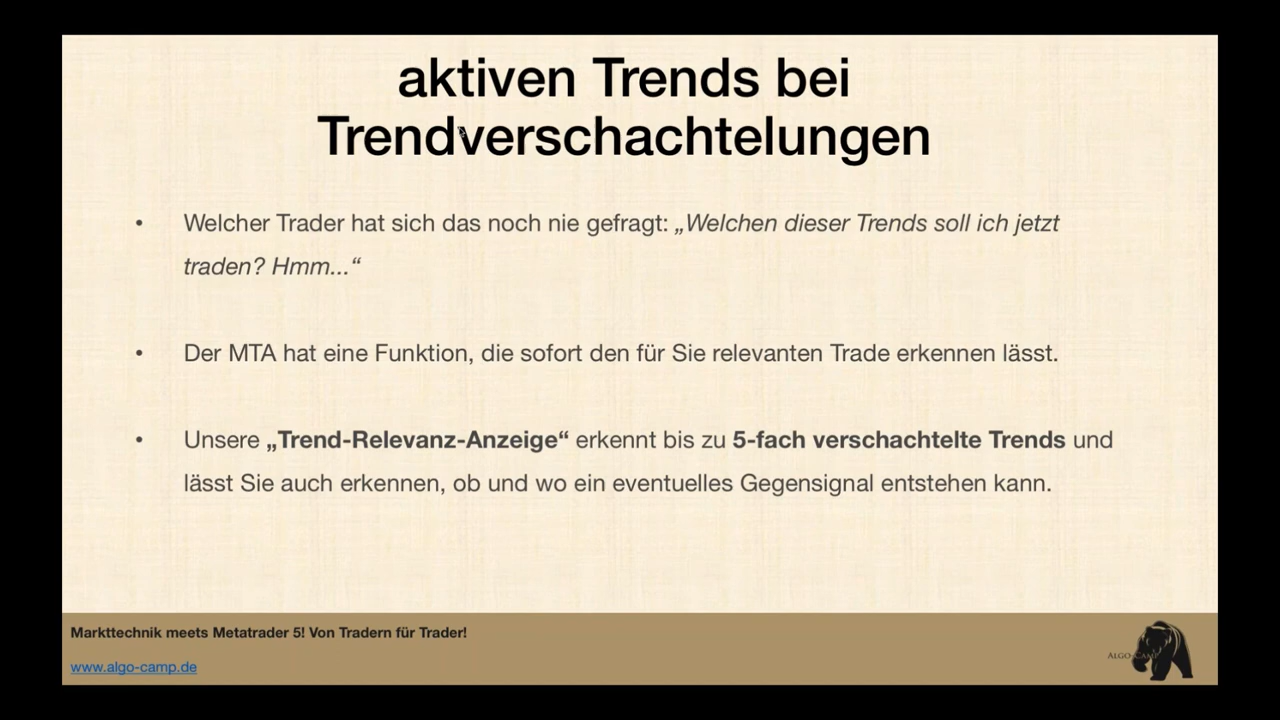 aktiven Trends bei
Trendverschachtelungen
• Welcher Trader hat sich das noch nie gefragt: „Welchen dieser Trends soll ich jetzt
traden? Hmm...“
• Der MTA hat eine Funktion, die sofort den für Sie relevanten Trade erkennen lässt.
• Unsere „Trend-Relevanz-Anzeige“ erkennt bis zu 5-fach verschachtelte Trends und
lässt Sie auch erkennen, ob und wo ein eventuelles Gegensignal entstehen kann.
Markttechnik meets Metatrader 5! Von Tradern für Trader!
www.algo-camp.de
ALGO-CAMP